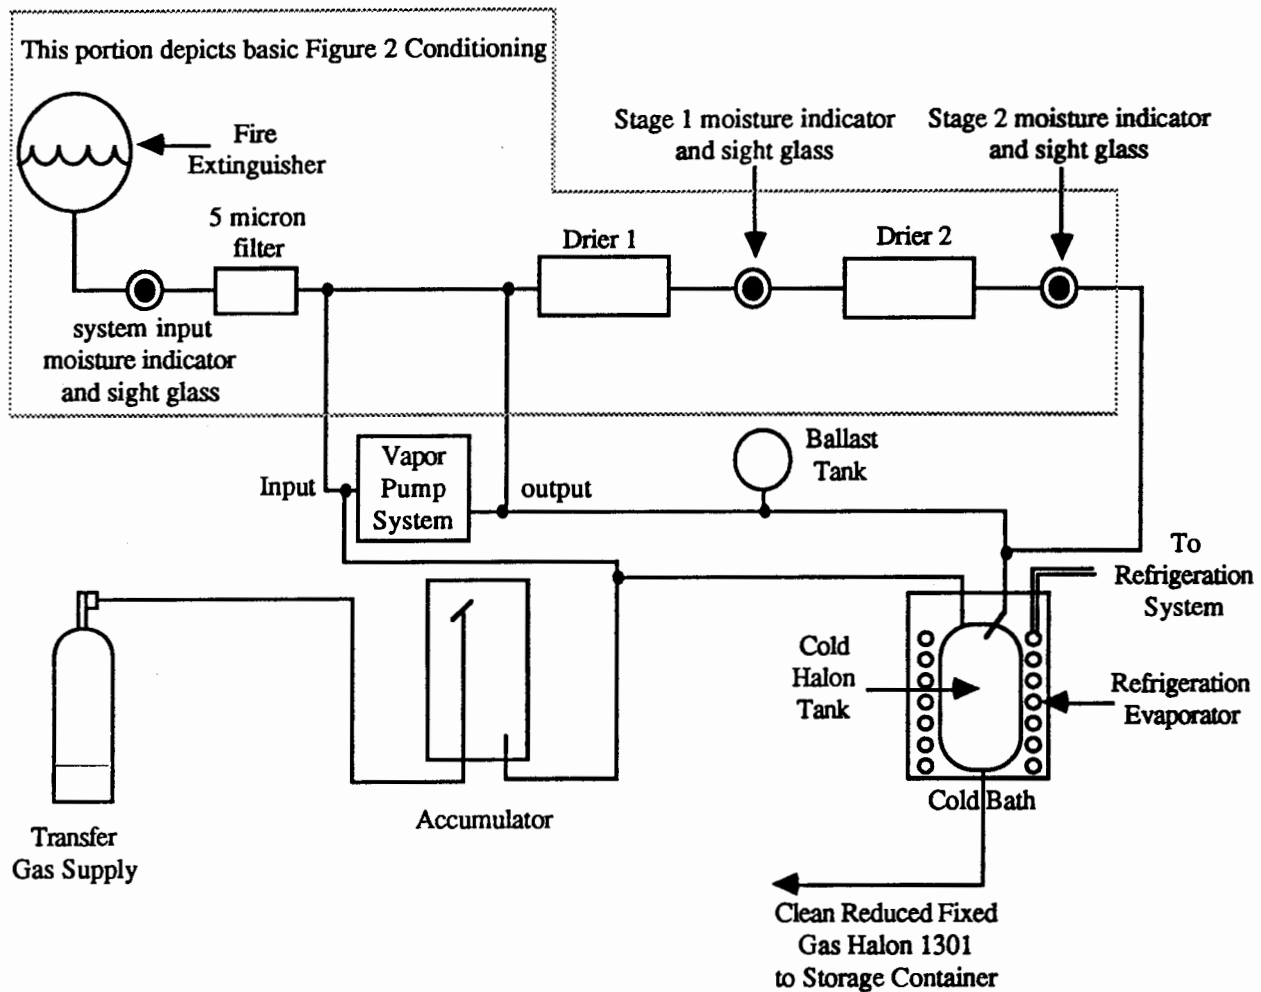 This portion depicts basic Figure 2 Conditioning
Fire
Extinguisher
Stage 1 moisture indicator
and sight glass
Stage 2 moisture indicator
and sight glass
5 micron
filter
Drier 1
Drier 2
system input
moisture indicator
and sight glass
Input
Vapor
Pump
System
output
Ballast
Tank
To
Refrigeration
System
Cold
Halon
Tank
Refrigeration
Evaporator
Cold Bath
Accumulator
Transfer
Gas Supply
Clean Reduced Fixed
Gas Halon 1301
to Storage Container